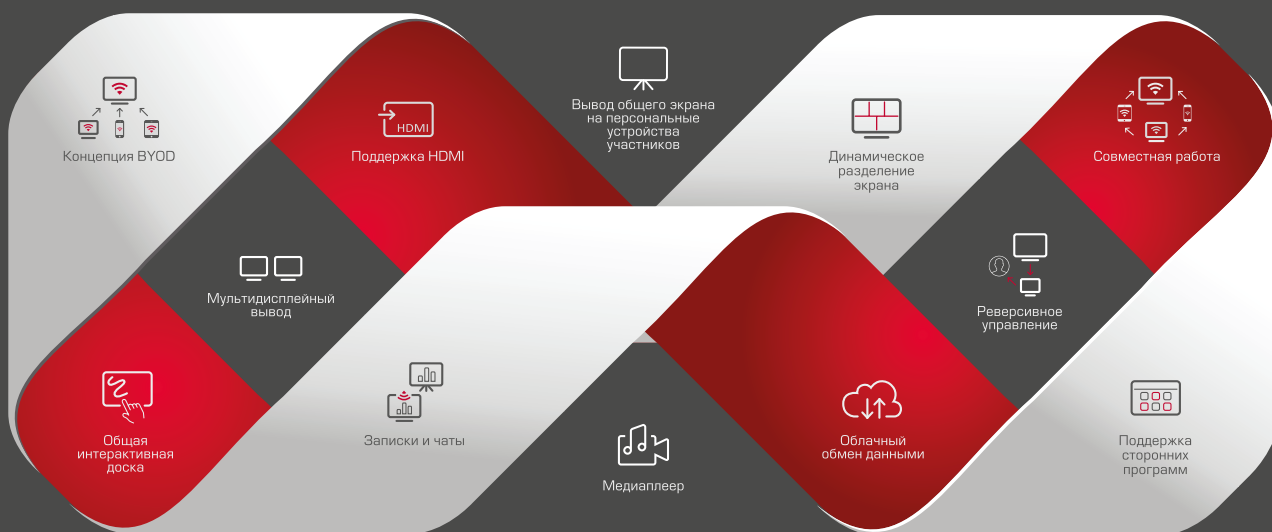 Концепция BYOD
HDMI
Поддержка HDMI
Вывод общего экрана
на персональные
устройства
участников
Динамическое
разделение
экрана
Совместная работа
Мультидисплейный
вывод
Реверсивное
управление
Общая
интерактивная
доска
Записки и чаты
Медиаплеер
Облачный
обмен данными
Поддержка
сторонних
программ